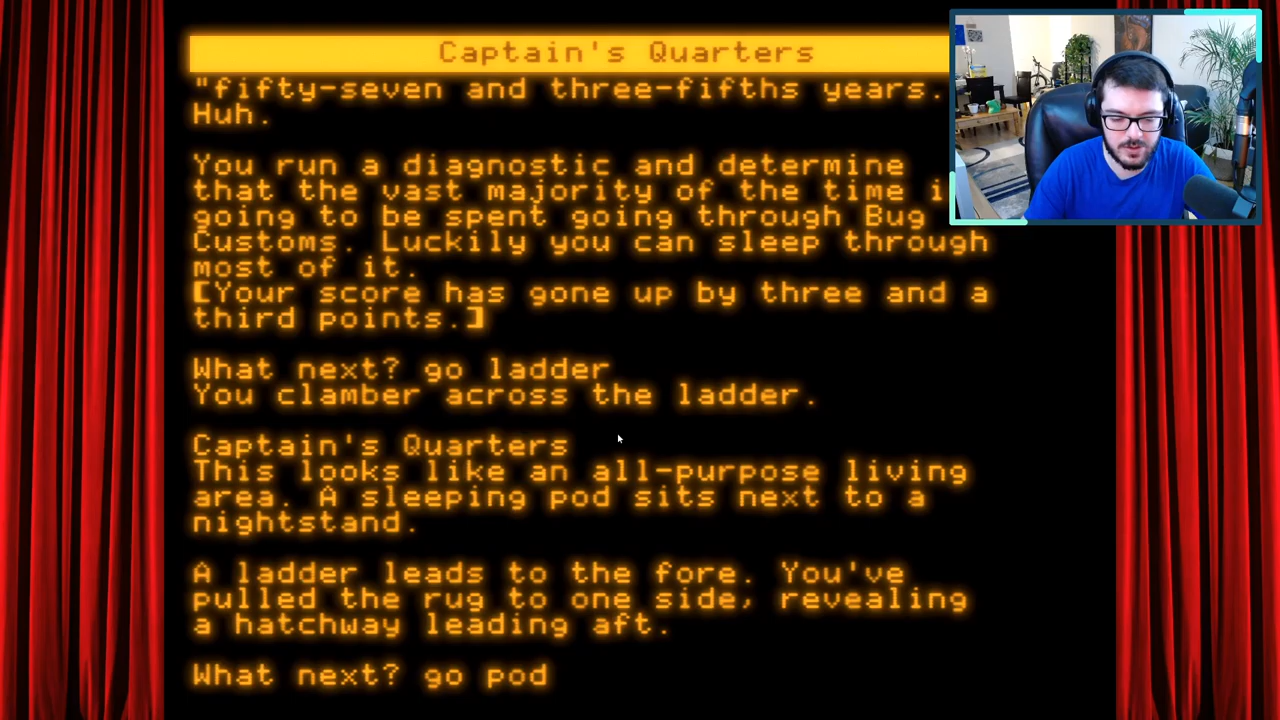 Captain's Quarters
"fifty-seven and three-fifths years.
Huh.
You run a diagnostic and determine
that the vast majority of the time i
going to be spent going through Bug
Customs. Luckily you can sleep through
most of it.
[Your score has gone up by three and a
third points.]
What next? go ladder
You clamber across the ladder.
Captain's Quarters
This looks like an all-purpose living
area. A sleeping pod sits next to a
nightstand.
A ladder leads to the fore. You've
pulled the rug to one side, revealing
a hatchway leading aft.
What next? go pod